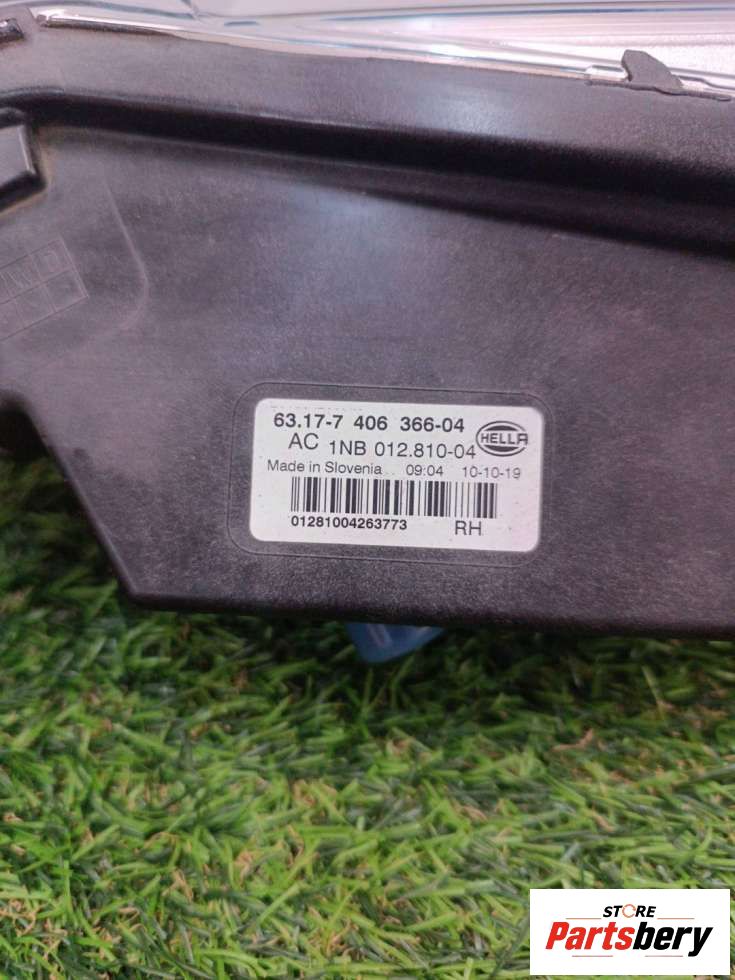 63.17-7 406 366-04
AC 1NB 012.810-04 HELLA
Made in Slovenia.. 09:04 10-10-19
01281004263773 RH
STORE
Partsbery